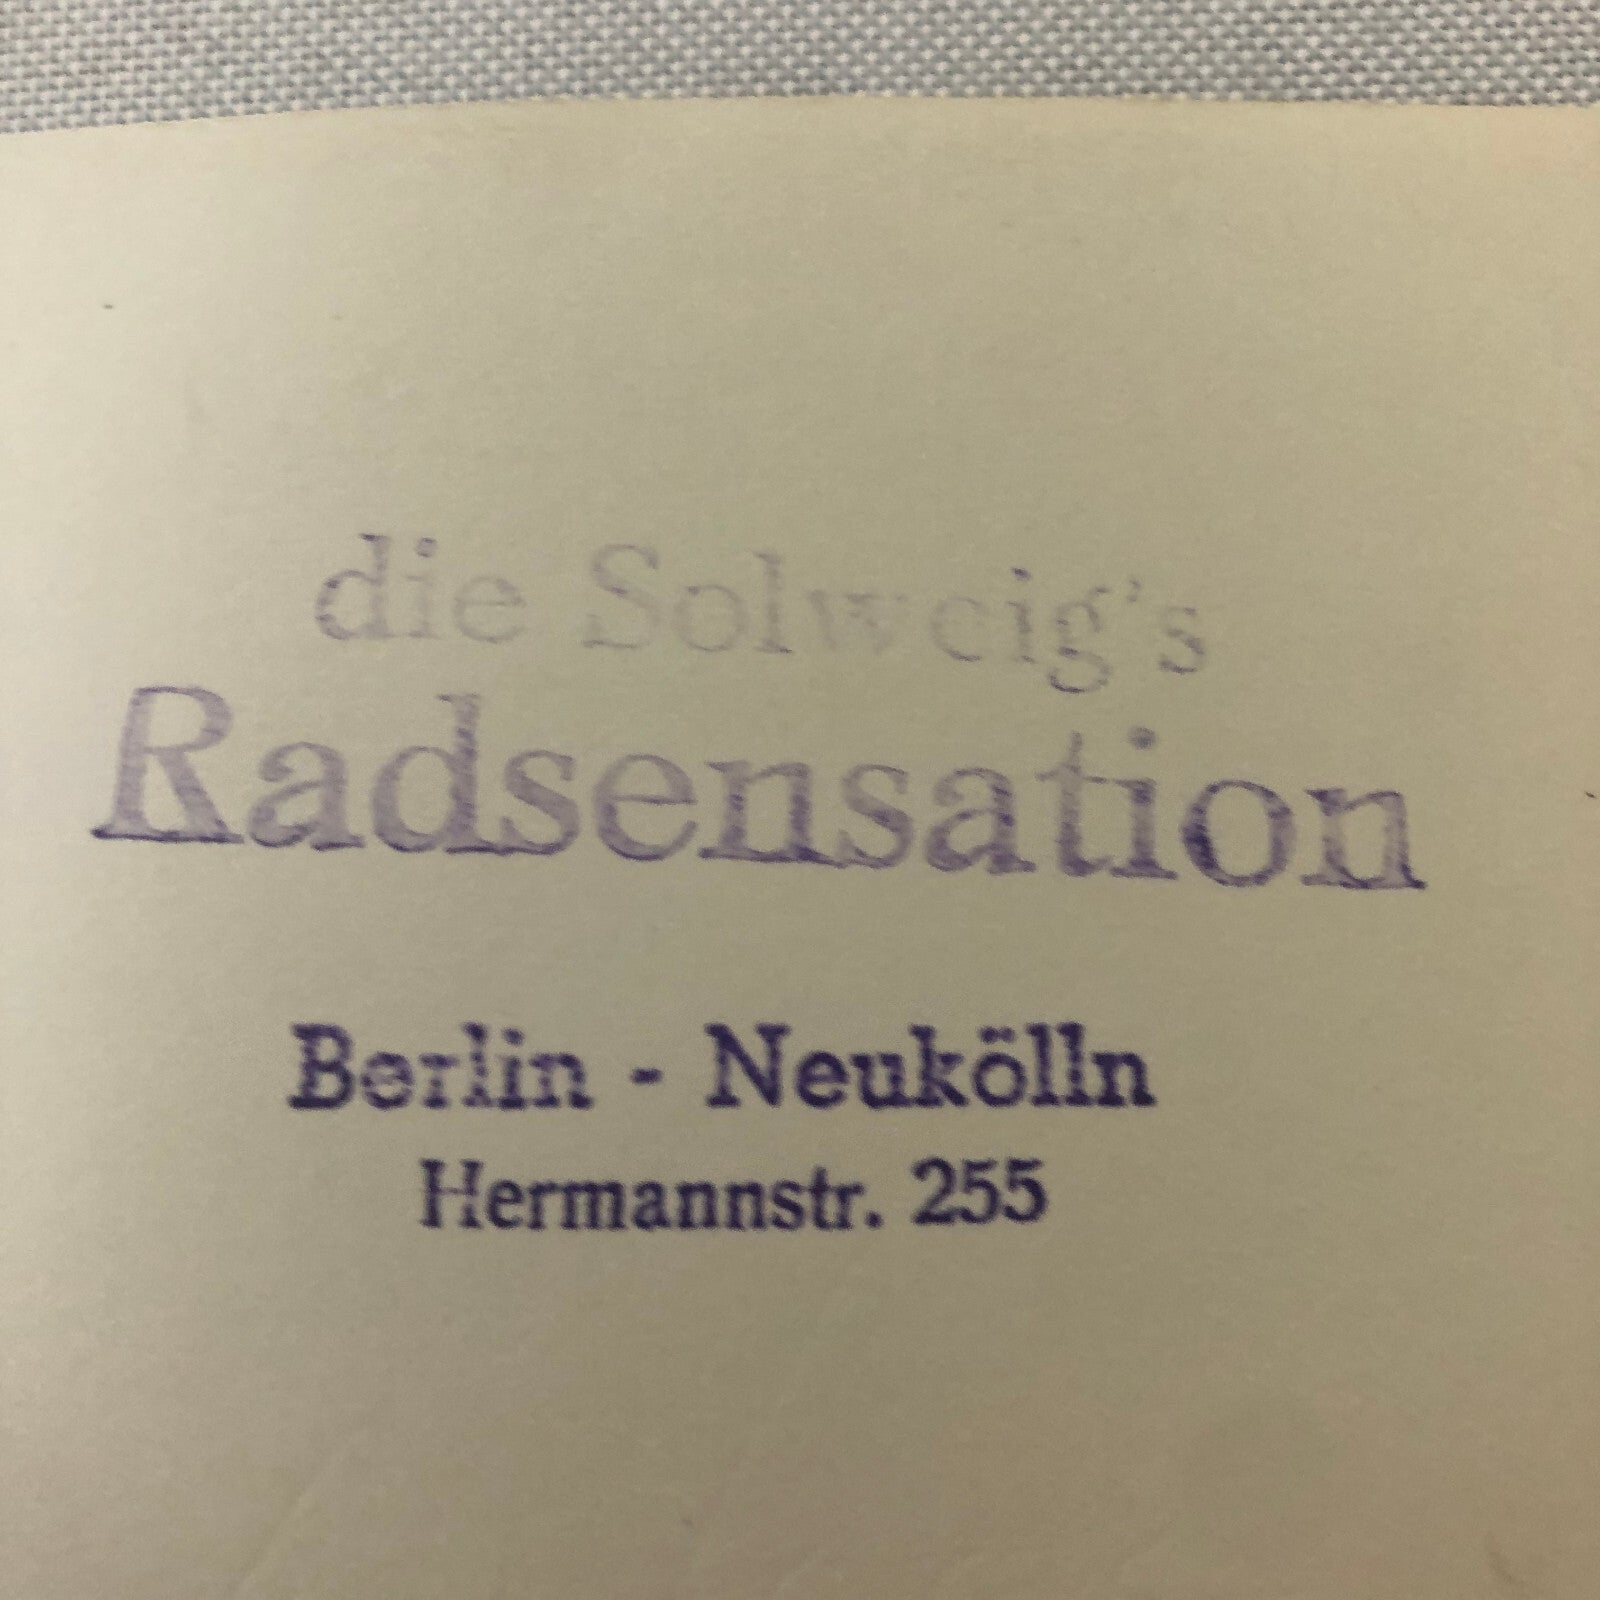 die Solweig's
Radsensation
Berlin - Neukölln
Hermannstr. 255